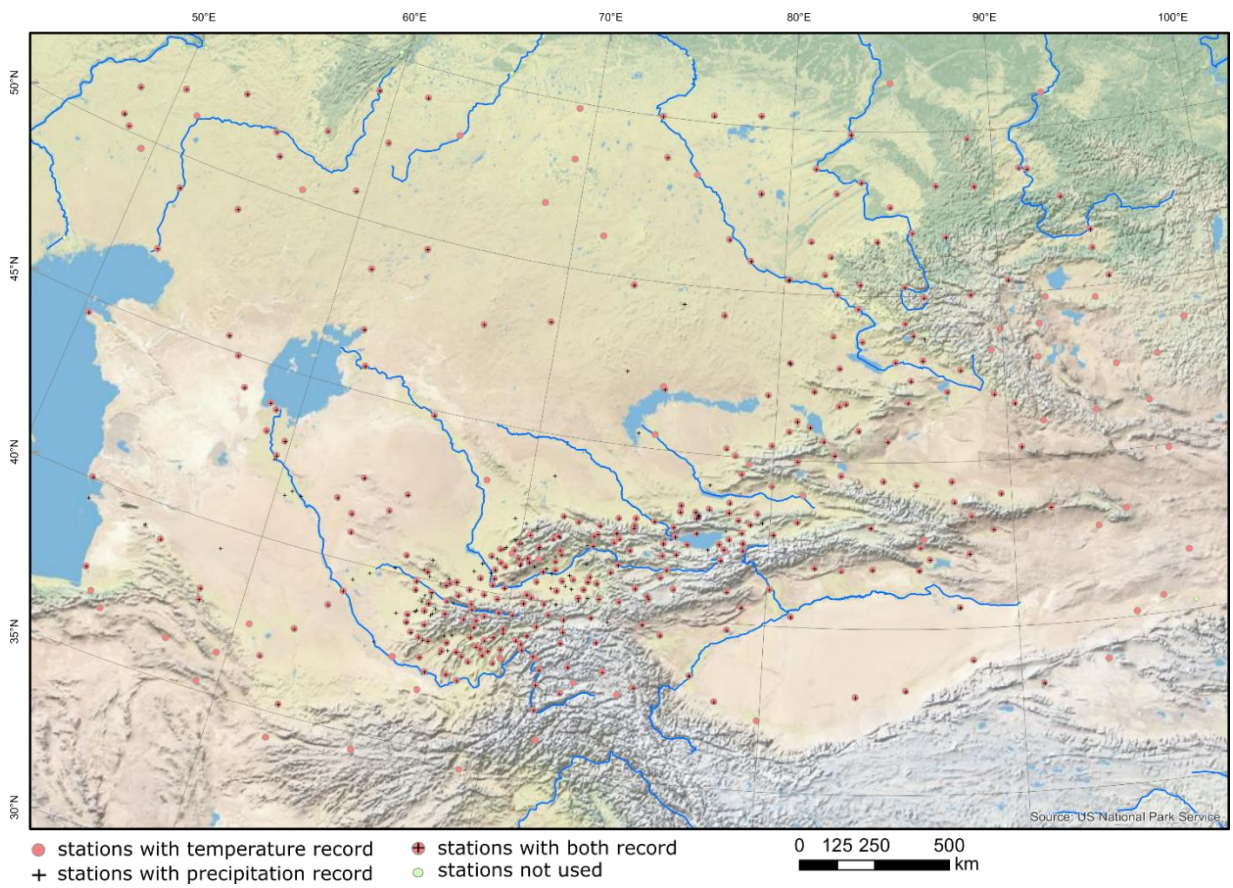 50°E 60°E 70°E 80°E 90°E 100°E
50°N
45°N
40°N
35°N
30°N
Source: US National Park Service
stations with temperature record
stations with precipitation record
stations with both record
stations not used
0 125 250 500
km